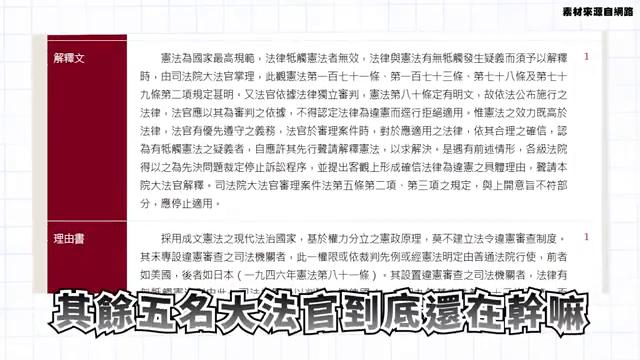 素材來源自網路
解釋文
憲法為國家最高規範，法律牴觸憲法者無效，法律與憲法有無牴觸發生疑義而須予以解釋
1
時，由司法院大法官掌理，此觀憲法第一百七十一條、第一百七十三條、第七十八條及第七十
九條第二項規定甚明。又法官依據法律獨立審判，憲法第八十條定有明文，故依法公布施行之
法律，法官應以其為審判之依據，不得認定法律為違憲而逕行拒絕適用。惟憲法之效力既高於
法律，法官有優先遵守之義務，法官於審理案件時，對於應適用之法律，依其合理之確信，認
為有牴觸憲法之疑義者，自應許其先行聲請解釋憲法，以求解決。是遇有前述情形，各級法院
得以之為先決問題裁定停止訴訟程序，並提出客觀上形成確信法律為違憲之具體理由，聲請本
院大法官解釋。司法院大法官審理案件法第五條第二項、第三項之規定，與上開意旨不符部
分，應停止適用。
理由書
採用成文憲法之現代法治國家，基於權力分立之憲政原理，莫不建立法令違憲審查制度。
1
其未專設違憲審查之司法機關者，此一權限或依裁判先例或經憲法明定由普通法院行使，前者
如美國，後者如日本（一九四六年憲法第八十一條）。其設置違憲審查之司法機關者，法律有
其餘五名大法官到底還在幹嘛